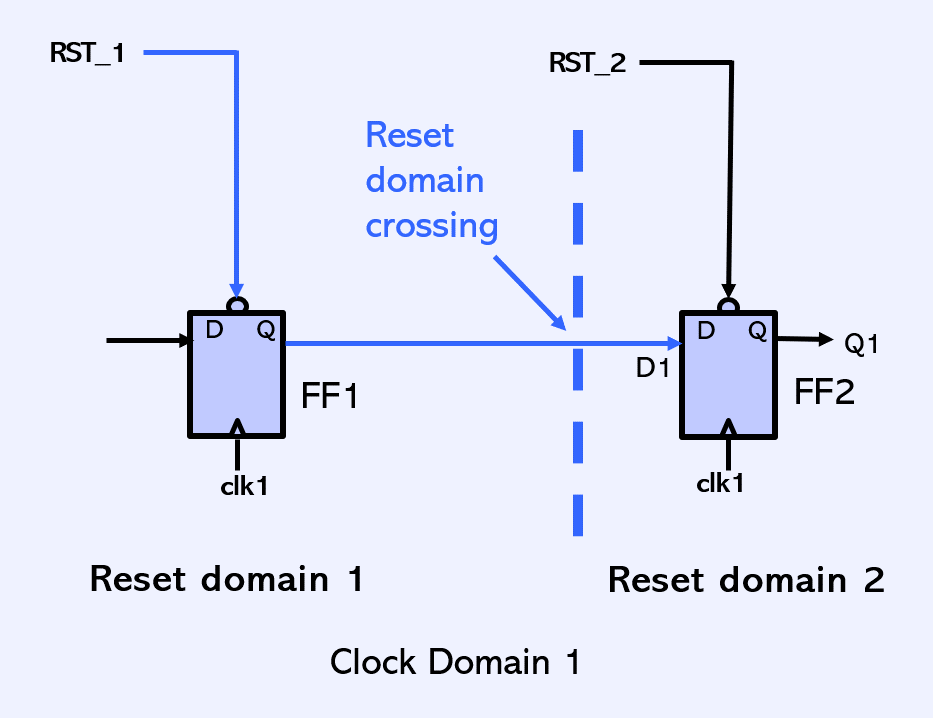 RST_1
RST_2
Reset
domain
crossing
D Q
D Q
D1
Q1
FF1
FF2
clk1
clk1
Reset domain 1
Reset domain 2
Clock Domain 1